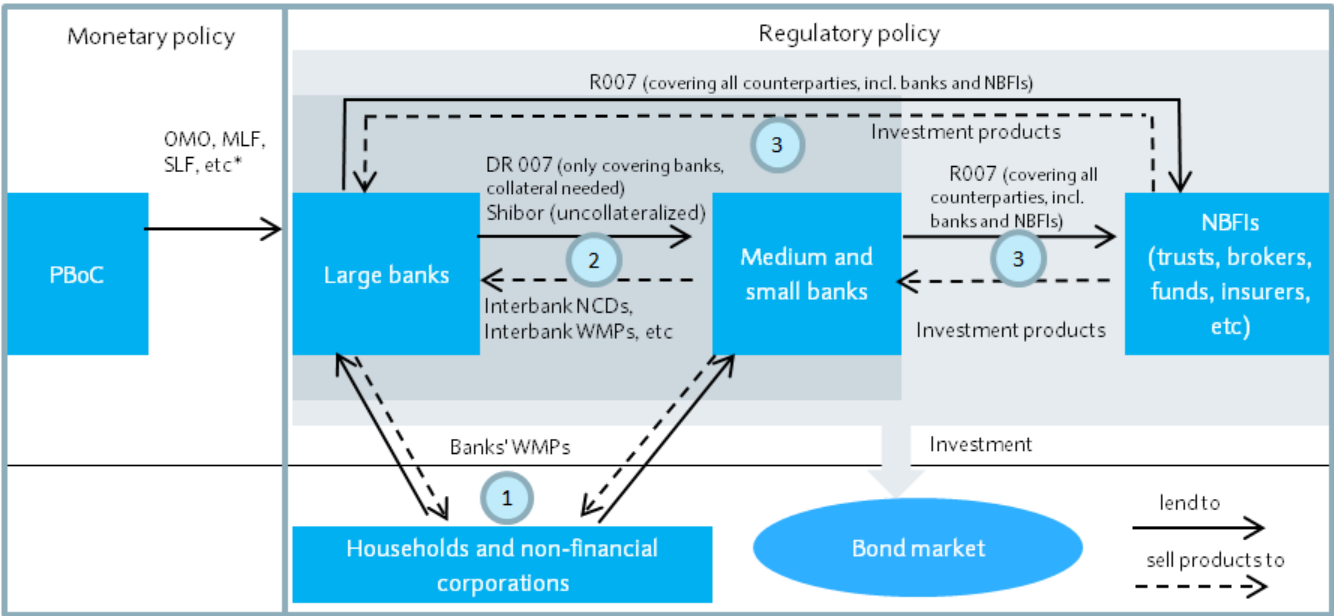 Monetary policy
Regulatory policy
R007 (covering all counterparties, incl. banks and NBFIs)
Investment products
3
OMO, MLF,
SLF, etc*
DR 007 (only covering banks,
collateral needed)
Shibor (uncollateralized)
R007 (covering all
counterparties, incl.
banks and NBFIs)
PBoC
Large banks
2
Medium and
small banks
3
NBFIs
(trusts, brokers,
funds, insurers,
etc)
Interbank NCDs,
Interbank WMPs, etc
Investment products
Banks' WMPs
Investment
1
Households and non-financial
corporations
Bond market
lend to
sell products to